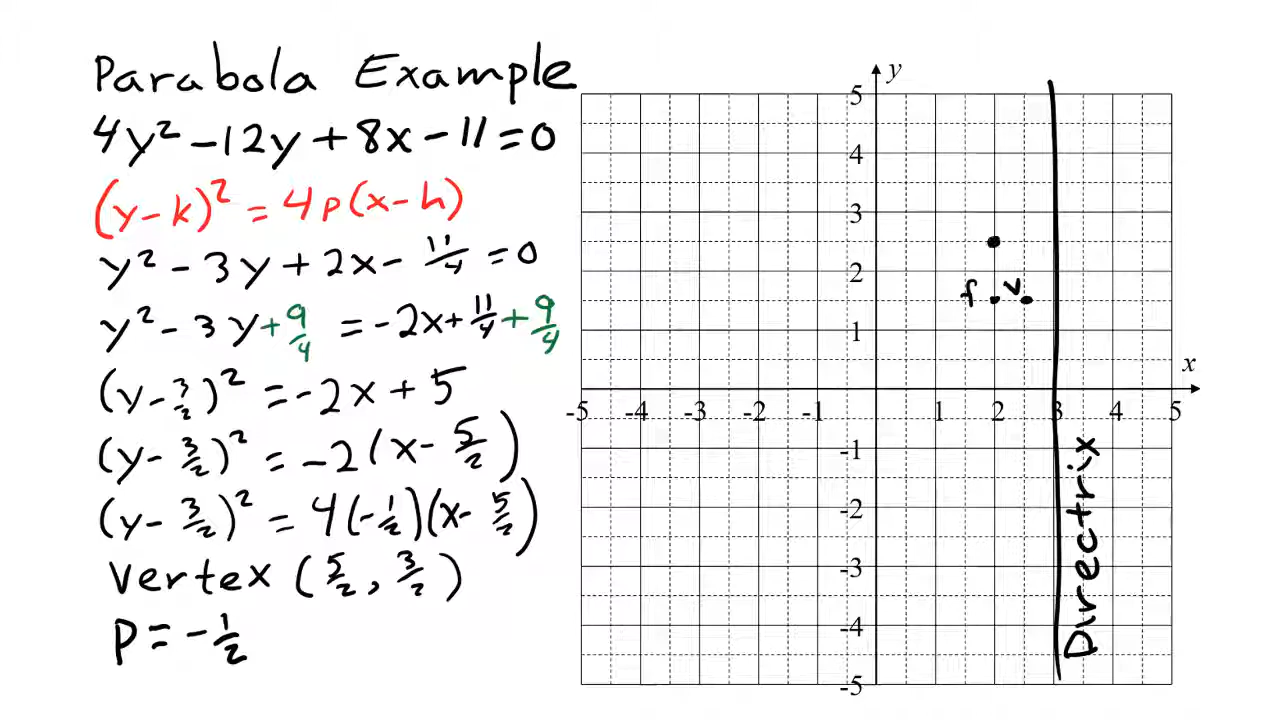 Parabola Example
4y² - 12y + 8x - 11 = 0
(y - k)² = 4p(x - h)
y² - 3y + 2x - 11/4 = 0
y² - 3y + 9/4 = -2x + 11/4 + 9/4
(y - 3/2)² = -2x + 5
(y - 3/2)² = -2(x - 5/2)
(y - 3/2)² = 4(-1/2)(x - 5/2)
Vertex (5/2, 3/2)
P = -1/2
y
5
4
3
2
f v
1
x
-5 -4 -3 -2 -1 1 2 3 4 5
-1
-2
-3
-4
-5
Directrix